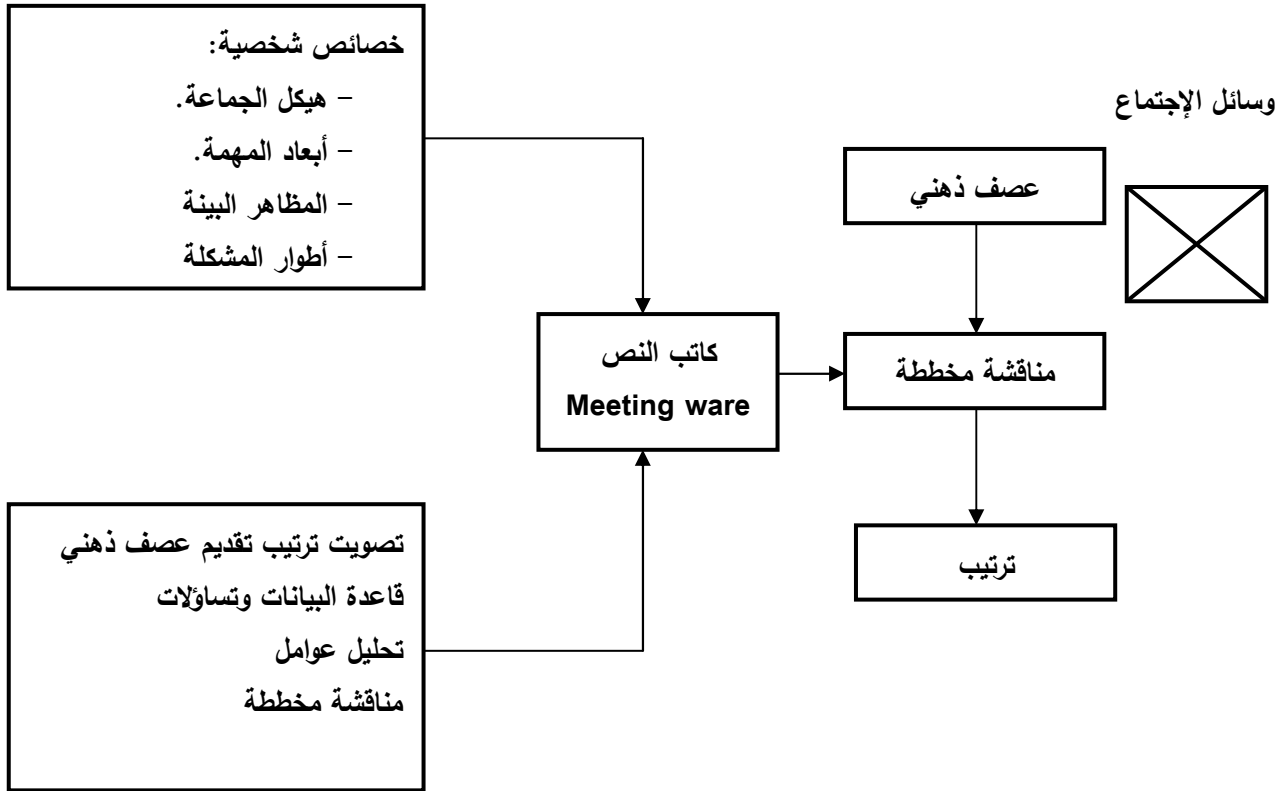 خصائص شخصية:
- هيكل الجماعة.
- أبعاد المهمة.
- المظاهر البينة
- أطوار المشكلة
وسائل الإجتماع
عصف ذهني
كاتب النص
Meeting ware
مناقشة مخططة
تصويت ترتيب تقديم عصف ذهني
قاعدة البيانات وتساؤلات
تحليل عوامل
مناقشة مخططة
ترتيب